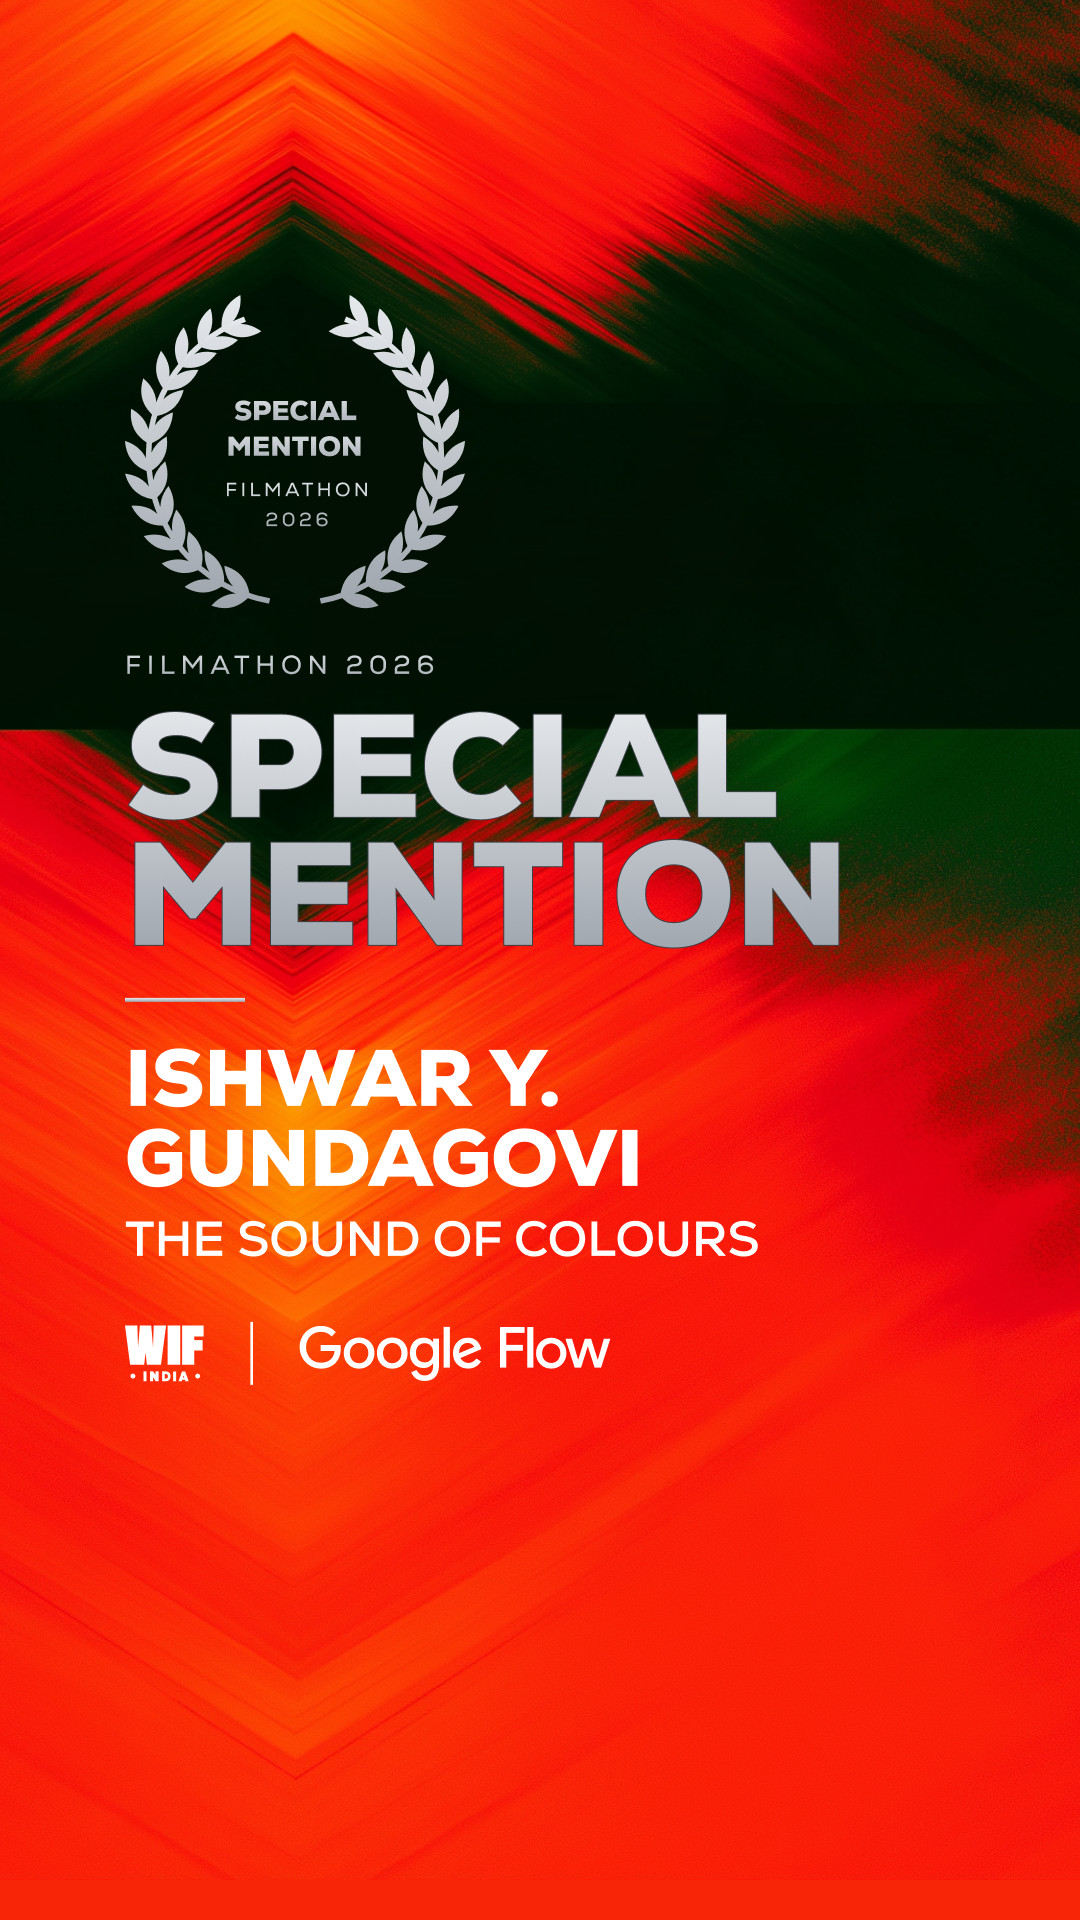 SPECIAL
MENTION
FILMATHON
2026
FILMATHON 2026
SPECIAL
MENTION
ISHWAR Y.
GUNDAGOVI
THE SOUND OF COLOURS
WIF
• INDIA •
Google Flow